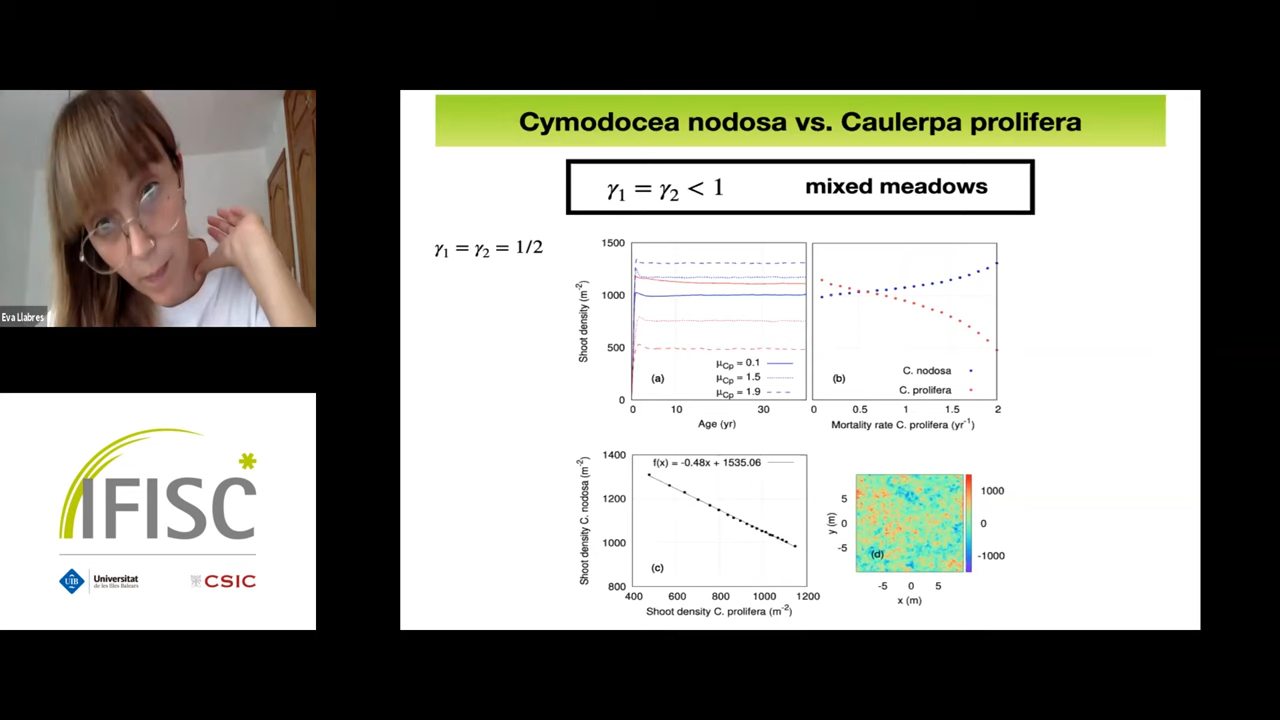 Eva Llabres
IFISC
UIB
Universitat
de les Illes Balears
CSIC
Cymodocea nodosa vs. Caulerpa prolifera
γ₁ = γ₂ < 1 mixed meadows
γ₁ = γ₂ = 1/2
Shoot density (m⁻²)
1500
1000
500
0
(a)
μCp = 0.1
μCp = 1.5
μCp = 1.9
0 10 30
Age (yr)
(b)
C. nodosa
C. prolifera
0 0.5 1 1.5 2
Mortality rate C. prolifera (yr⁻¹)
Shoot density C. nodosa (m⁻²)
1400
1200
1000
800
f(x) = -0.48x + 1535.06
(c)
400 600 800 1000 1200
Shoot density C. prolifera (m⁻²)
y (m)
5
0
-5
(d)
1000
0
-1000
-5 0 5
x (m)